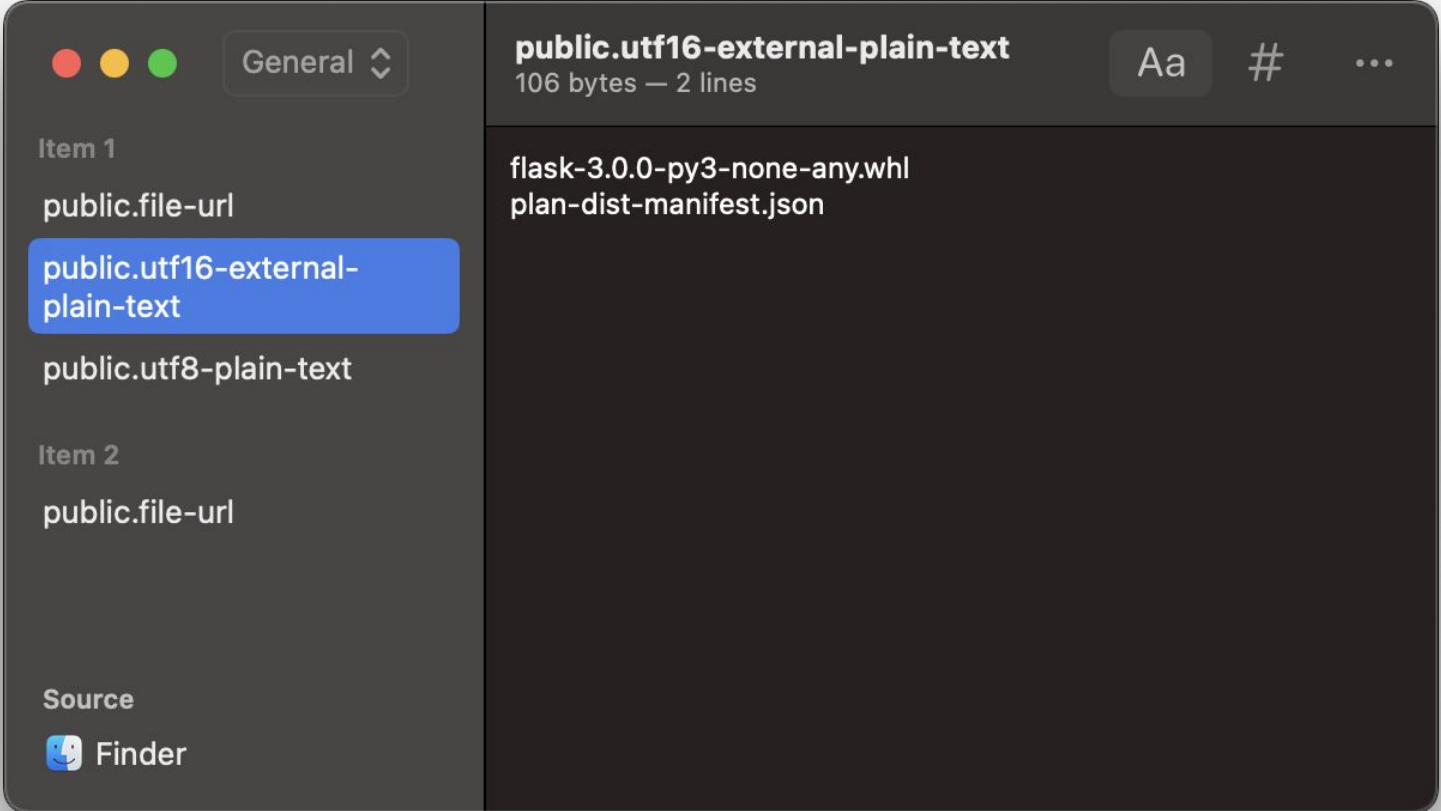 General
Item 1
public.file-url
public.utf16-external-
plain-text
public.utf8-plain-text
Item 2
public.file-url
Source
Finder
public.utf16-external-plain-text
106 bytes — 2 lines
Aa
#
flask-3.0.0-py3-none-any.whl
plan-dist-manifest.json